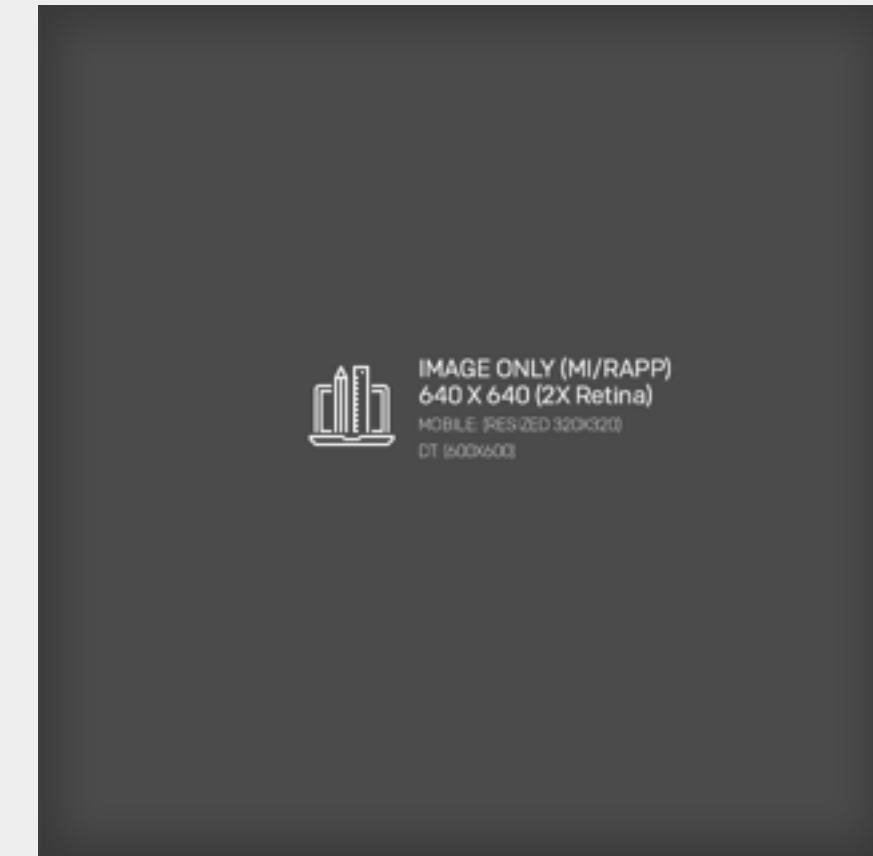 IMAGE ONLY (MI/RAPP)
640 X 640 (2X Retina)
MOBILE: (RESIZED 320X320)
DT: (600X600)